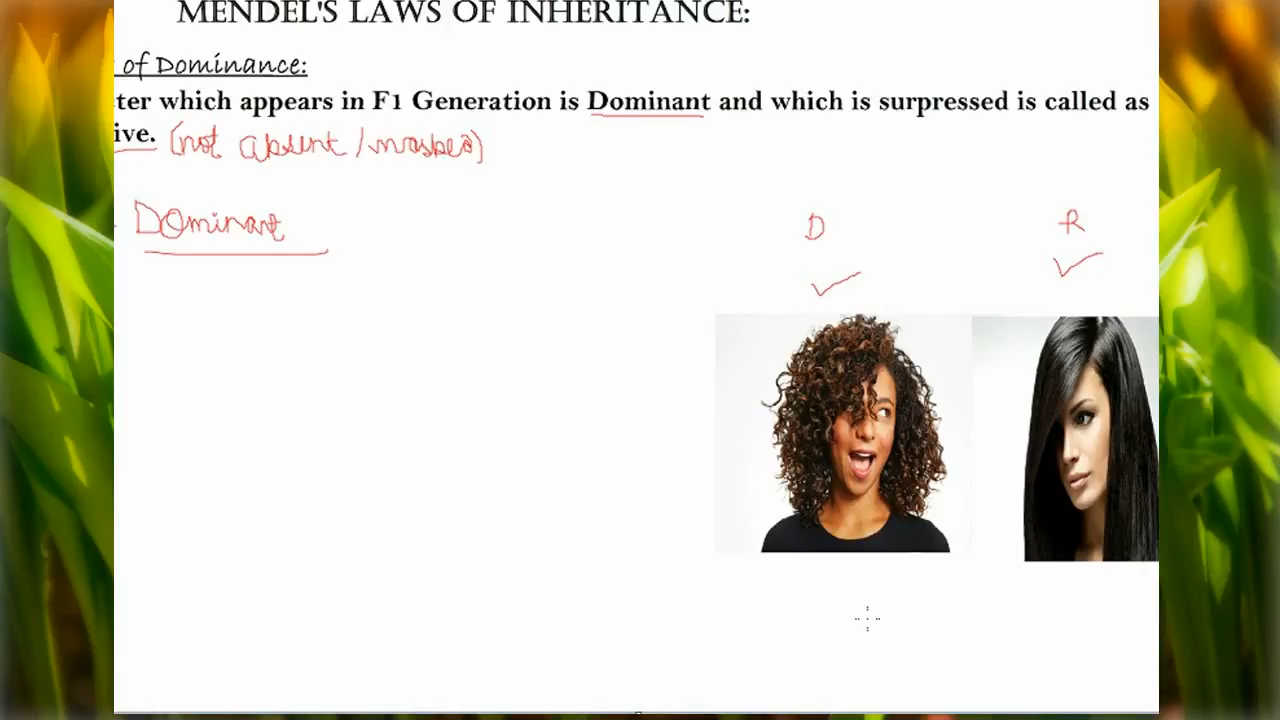 MENDEL'S LAWS OF INHERITANCE:
of Dominance:
ter which appears in F1 Generation is Dominant and which is surpressed is called as
ive. (not absent / masked)
Dominant
D R